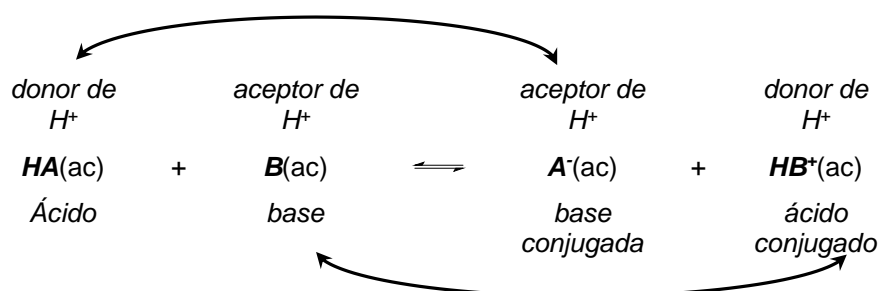 donor de aceptor de aceptor de donor de
H⁺ H⁺ H⁺ H⁺
HA(ac) + B(ac) ⇌ A⁻(ac) + HB⁺(ac)
Ácido base base ácido
conjugada conjugado